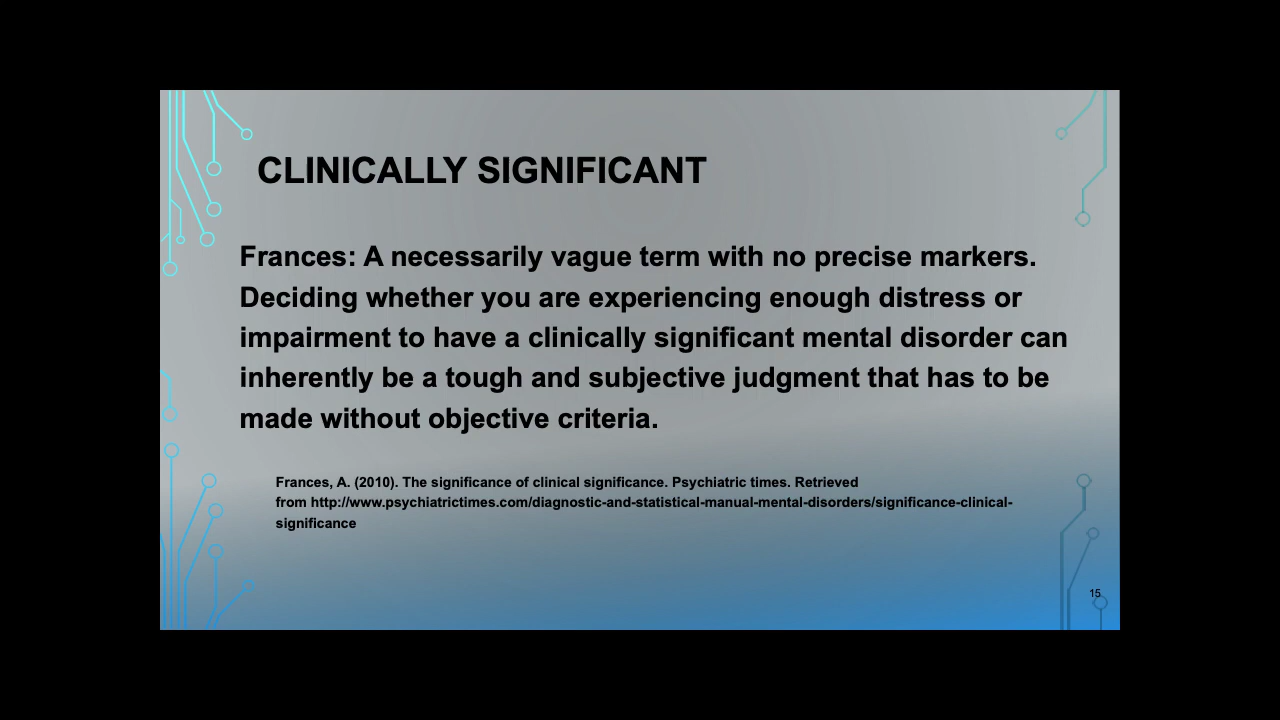 CLINICALLY SIGNIFICANT
Frances: A necessarily vague term with no precise markers.
Deciding whether you are experiencing enough distress or
impairment to have a clinically significant mental disorder can
inherently be a tough and subjective judgment that has to be
made without objective criteria.
Frances, A. (2010). The significance of clinical significance. Psychiatric times. Retrieved
from http://www.psychiatrictimes.com/diagnostic-and-statistical-manual-mental-disorders/significance-clinical-
significance
15